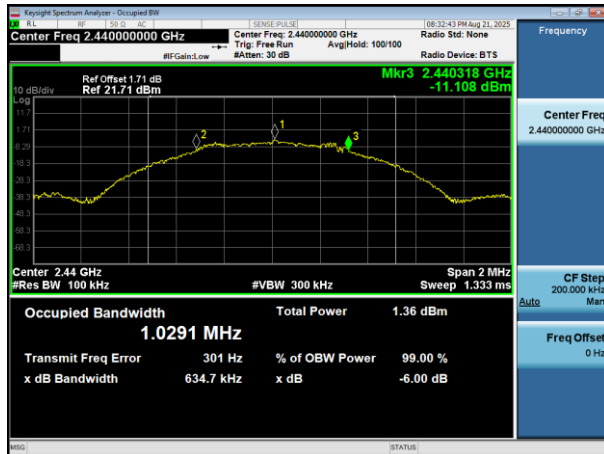 Keysight Spectrum Analyzer - Occupied BW
RL RF 50 Ω AC SENSE:PULSE 08:32:43 PM Aug 21, 2025
Center Freq 2.440000000 GHz
Center Freq: 2.440000000 GHz
Radio Std: None
Trig: Free Run Avg|Hold: 100/100
#IFGain:Low
#Atten: 30 dB
Radio Device: BTS
Frequency
Ref Offset 1.71 dB
Mkr3 2.440318 GHz
10 dB/div
Ref 21.71 dBm
-11.108 dBm
Log
11.7
1.71
-8.29
-18.3
-28.3
-38.3
-48.3
-58.3
-68.3
2
1
3
Center 2.44 GHz
Span 2 MHz
#Res BW 100 kHz
#VBW 300 kHz
Sweep 1.333 ms
Occupied Bandwidth
Total Power 1.36 dBm
1.0291 MHz
Transmit Freq Error 301 Hz
% of OBW Power 99.00 %
x dB Bandwidth 634.7 kHz
x dB -6.00 dB
Center Freq
2.440000000 GHz
CF Step
200.000 kHz
Auto Man
Freq Offset
0 Hz
MSG STATUS